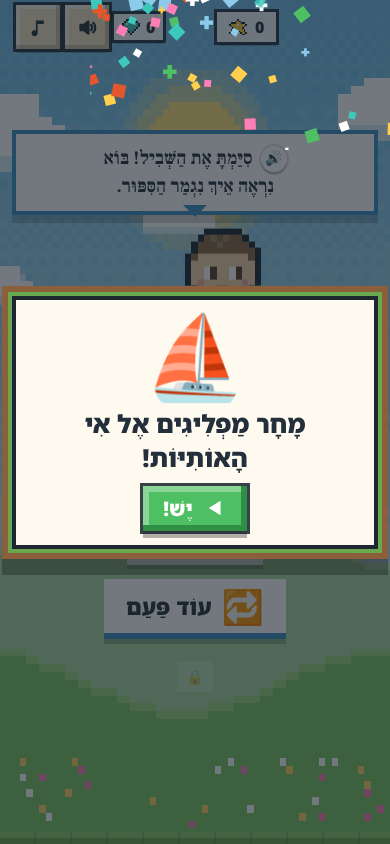 0
סִיַּמְתָּ אֶת הַשְּׁבִיל! בּוֹא
נִרְאֶה אֵיךְ נִגְמַר הַסִּפּוּר.
מָחָר מַפְלִיגִים אֶל אִי
הָאוֹתִיּוֹת!
יֶשׁ!
עוֹד פַּעַם